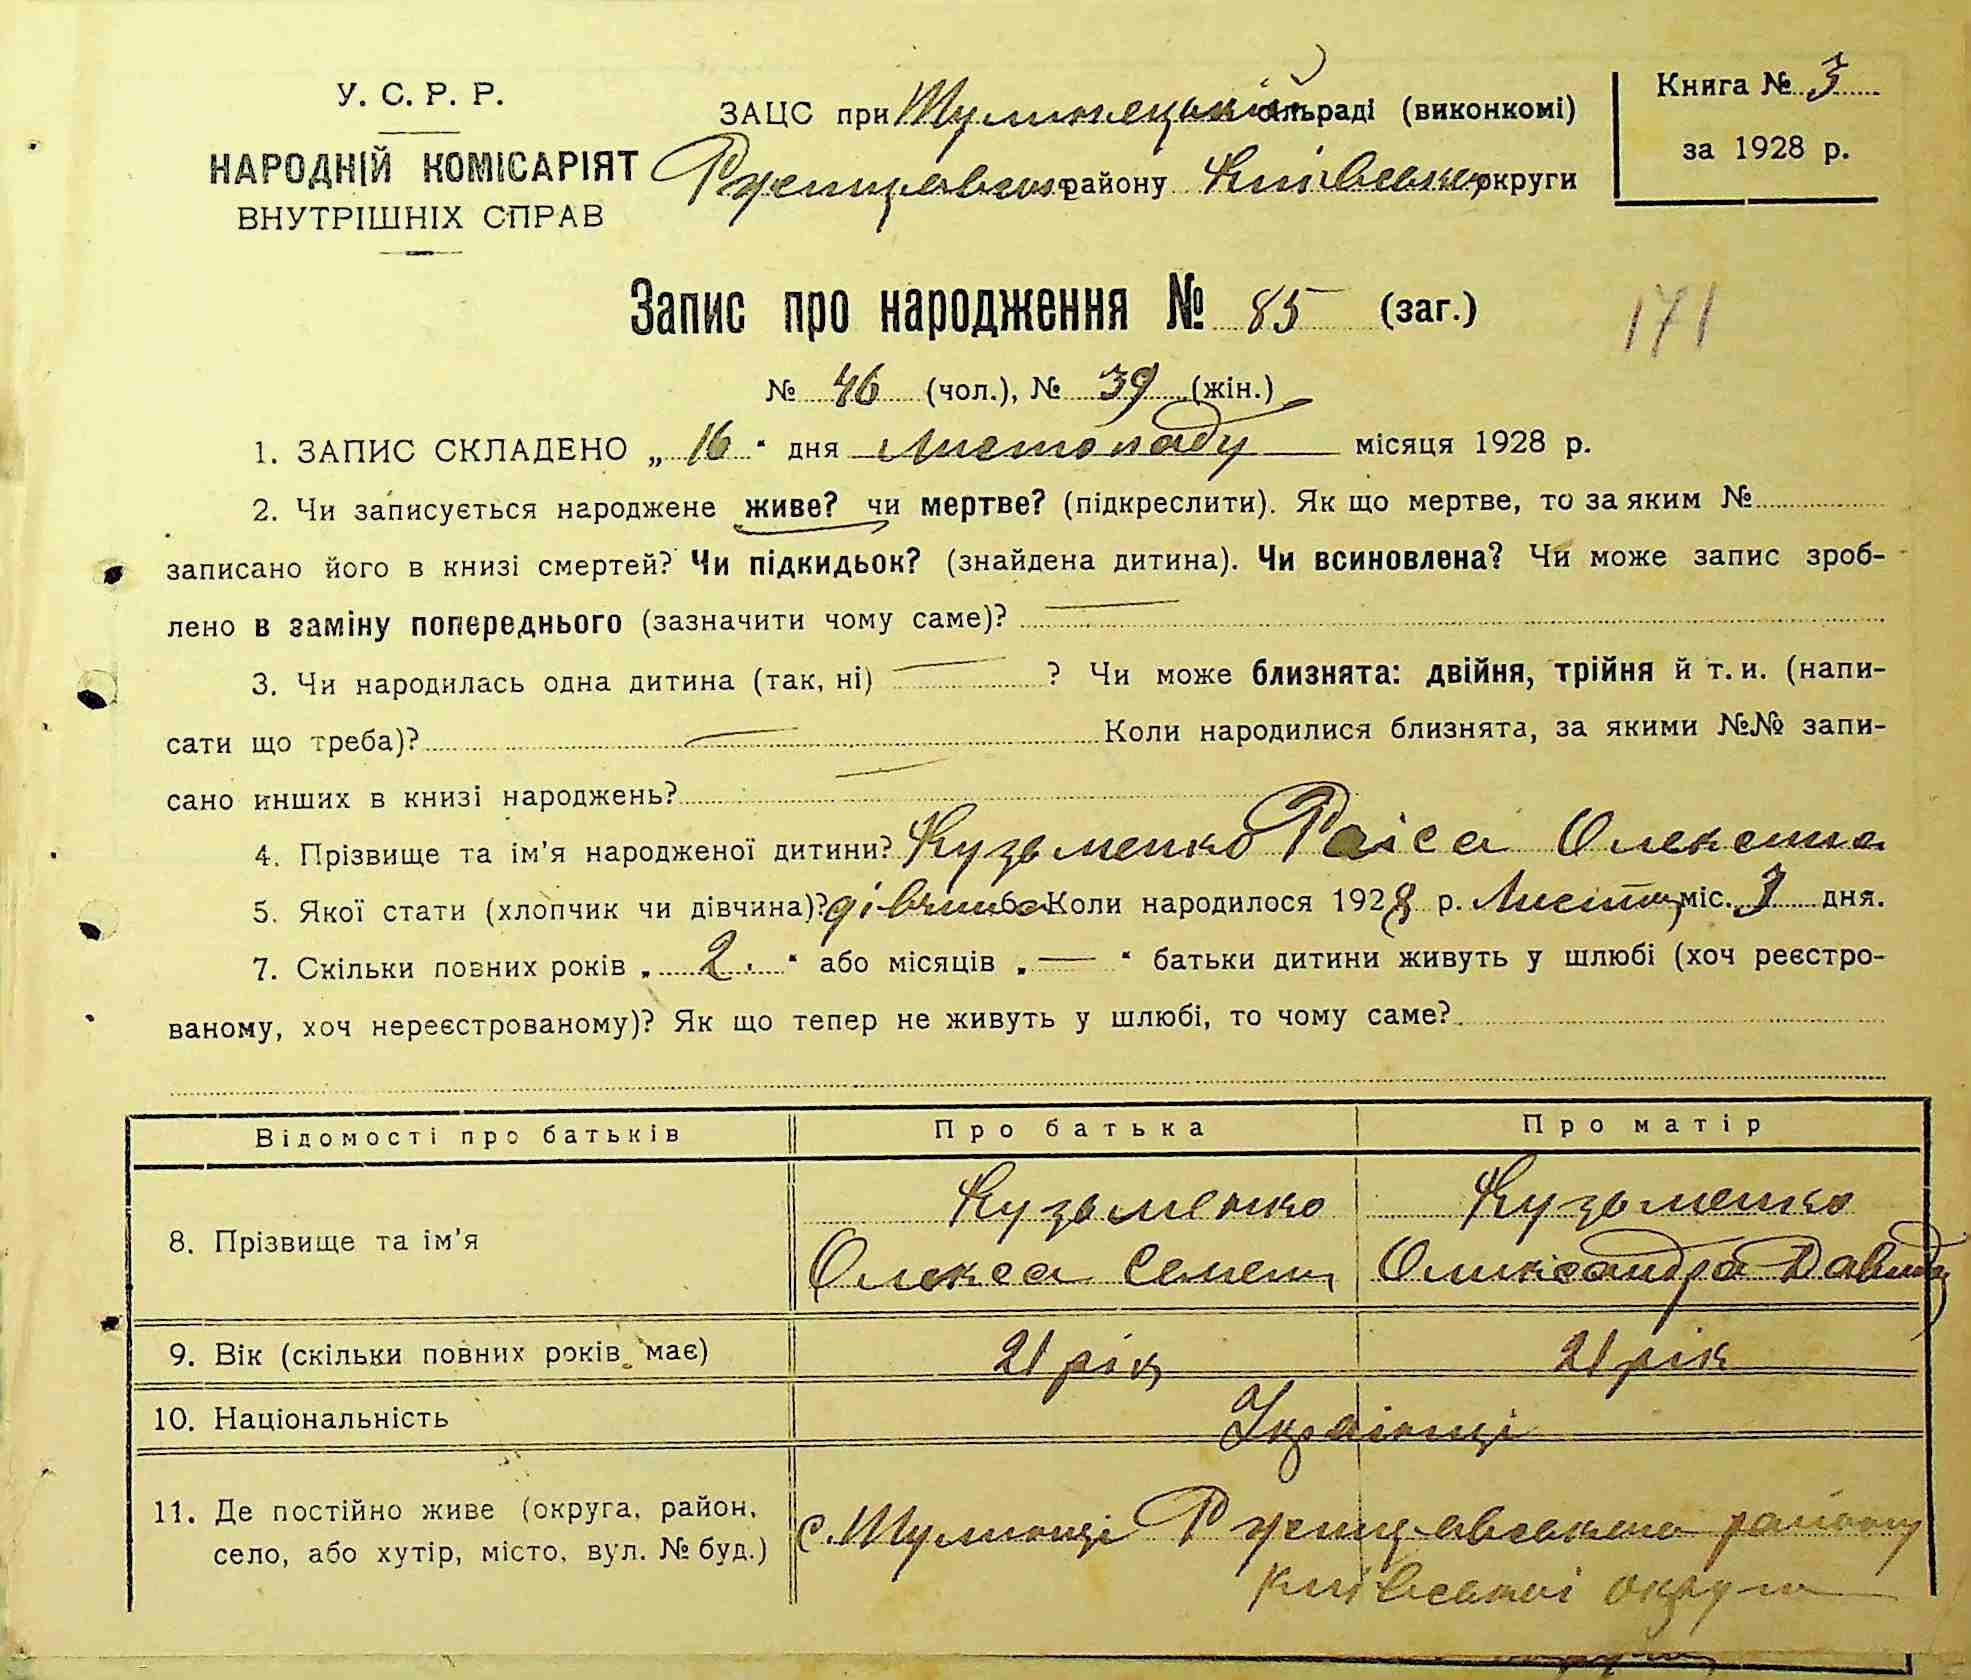 У. С. Р. Р.
НАРОДНІЙ КОМІСАРІЯТ
ВНУТРІШНІХ СПРАВ
ЗАЦС при сільраді (виконкомі)
району Київської округи
Книга № 3
за 1928 р.
Запис про народження № 85 (заг.)
171
№ 46 (чол.), № 39 (жін.)
1. ЗАПИС СКЛАДЕНО „ 16 “ дня Листопаду місяця 1928 р.
2. Чи записується народжене живе? чи мертве? (підкреслити). Як що мертве, то за яким №
записано його в книзі смертей? Чи підкидьок? (знайдена дитина). Чи всиновлена? Чи може запис зроб-
лено в заміну попереднього (зазначити чому саме)? —
3. Чи народилась одна дитина (так, ні) — ? Чи може близнята: двійня, трійня й т. и. (напи-
сати що треба)? — Коли народилися близнята, за якими №№ запи-
сано инших в книзі народжень? —
4. Прізвище та ім’я народженої дитини? Кузьменко Раіса Олексина
5. Якої стати (хлопчик чи дівчина)? дівчина 6. Коли народилося 1928 р. Листоп міс. 3 дня.
7. Скільки повних років „ 2 “ або місяців „ — “ батьки дитини живуть у шлюбі (хоч реєстро-
ваному, хоч нереєстрованому)? Як що тепер не живуть у шлюбі, то чому саме?
Відомості про батьків Про батька Про матір
8. Прізвище та ім’я Кузьменко Олекса Семен Кузьменко Олександра Давид
9. Вік (скільки повних років має) 21 рік 21 рік
10. Національність Українці
11. Де постійно живе (округа, район, село, або хутір, місто, вул. № буд.)
с. району
Київської округи